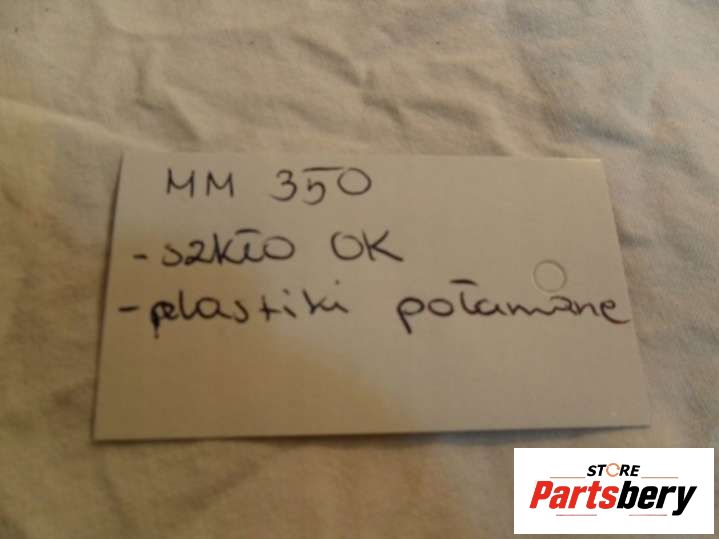 MM 350
- szkło OK
- plastiki połamane
STORE
Partsbery